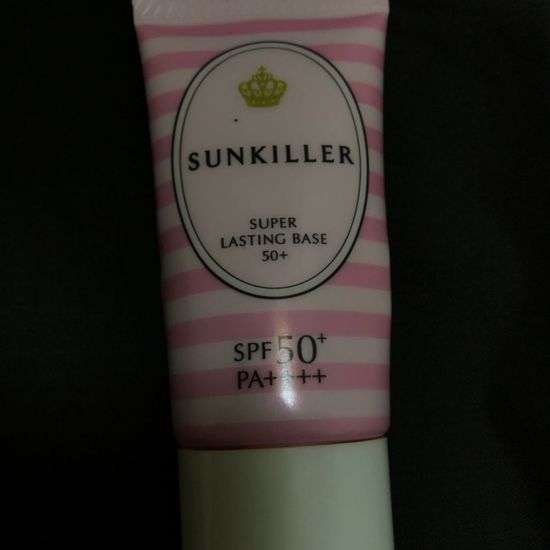 SUNKILLER
SUPER
LASTING BASE
50+
SPF50+
PA++++